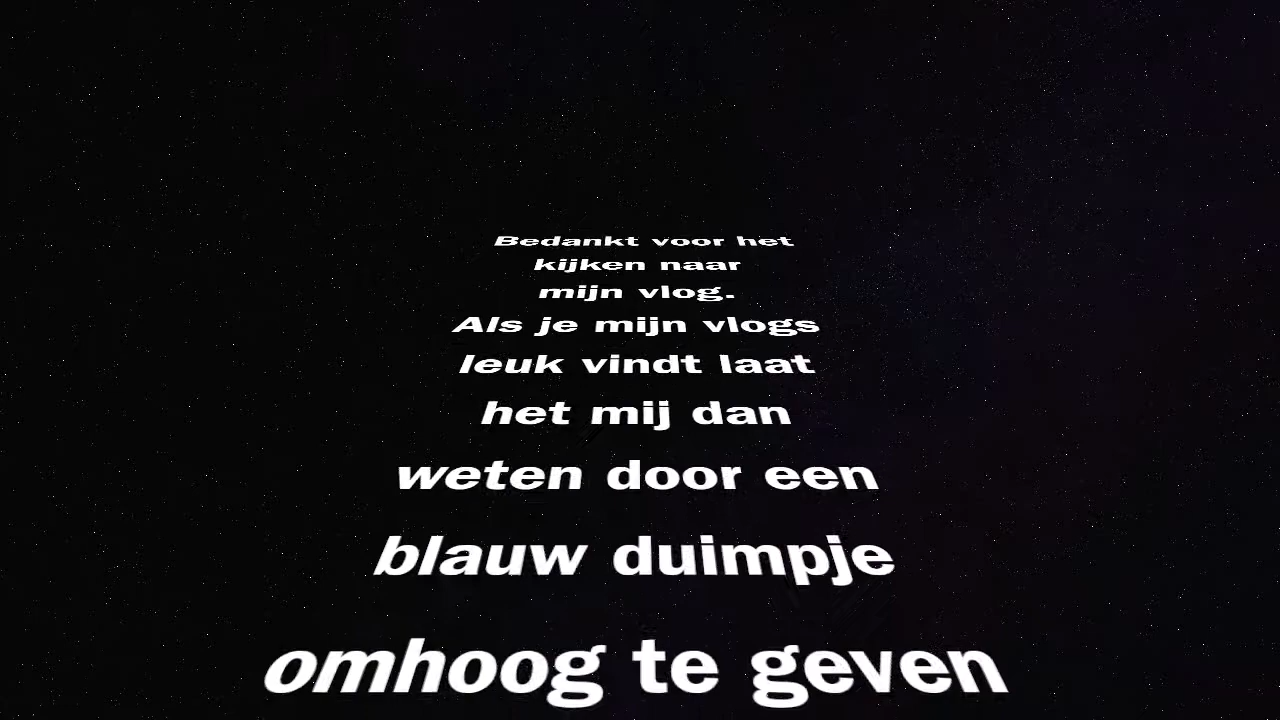 Bedankt voor het
kijken naar
mijn vlog.
Als je mijn vlogs
leuk vindt laat
het mij dan
weten door een
blauw duimpje
omhoog te geven